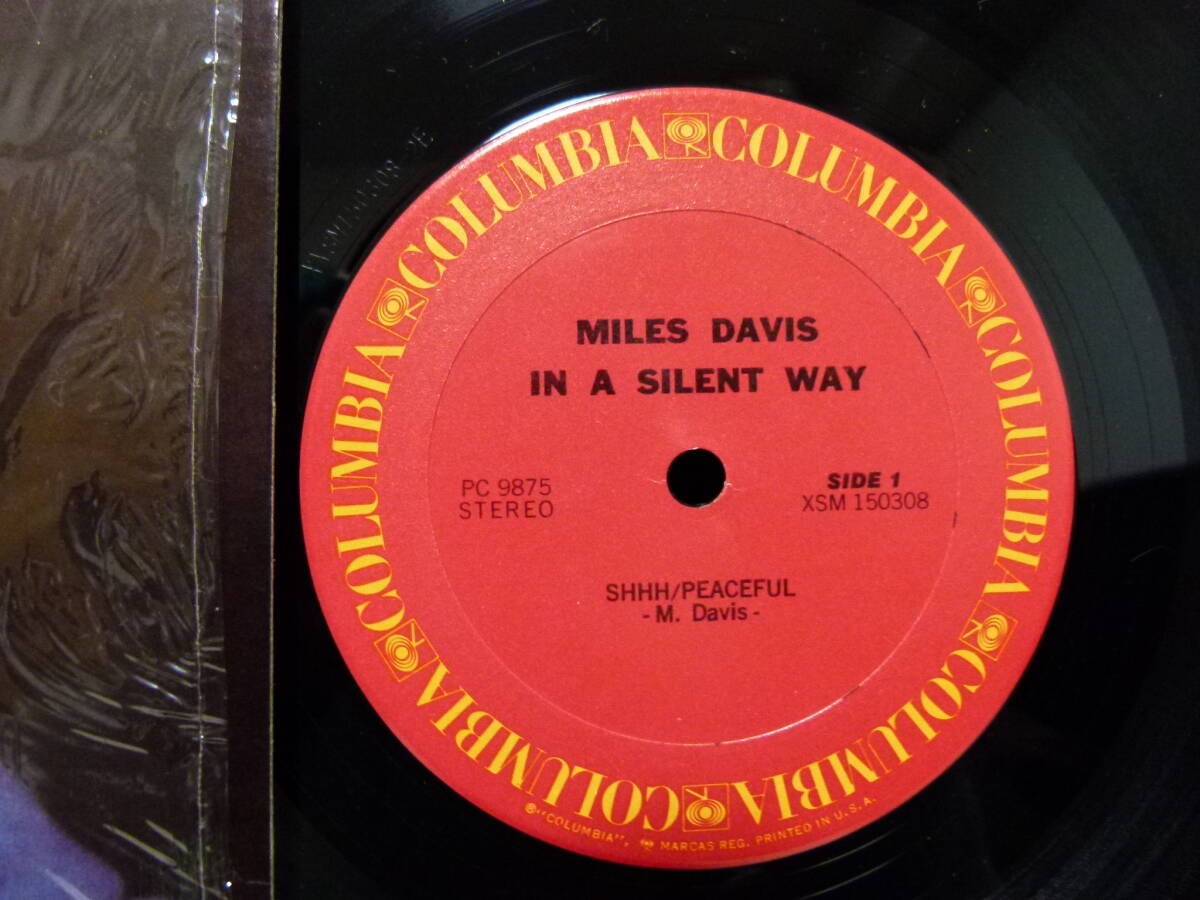 MILES DAVIS
IN A SILENT WAY
PC 9875
STEREO
SIDE 1
XSM 150308
SHHH/PEACEFUL
- M. Davis -
COLUMBIA COLUMBIA COLUMBIA COLUMBIA COLUMBIA COLUMBIA
®"COLUMBIA", MARCAS REG. PRINTED IN U.S.A.